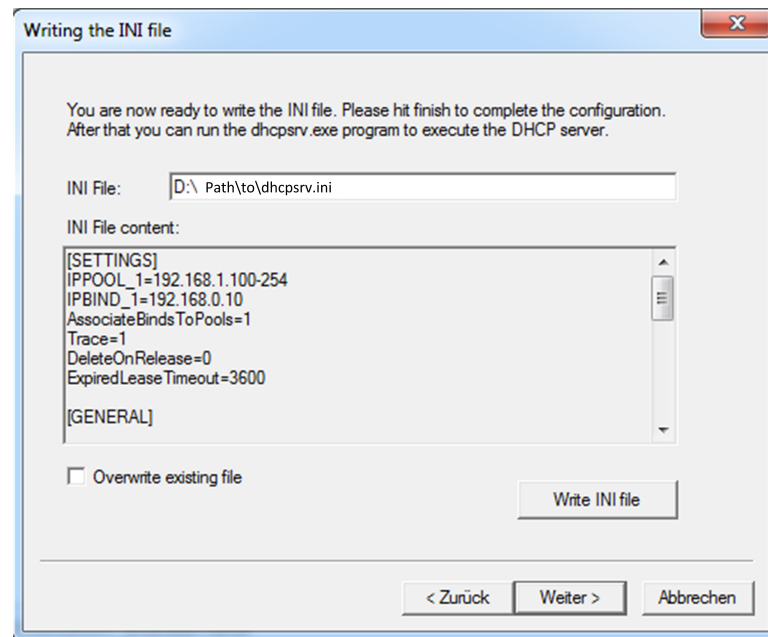 Writing the INI file
You are now ready to write the INI file. Please hit finish to complete the configuration.
After that you can run the dhcpsrv.exe program to execute the DHCP server.
INI File: D:\ Path\to\dhcpsrv.ini
INI File content:
[SETTINGS]
IPPOOL_1=192.168.1.100-254
IPBIND_1=192.168.0.10
AssociateBindsToPools=1
Trace=1
DeleteOnRelease=0
ExpiredLeaseTimeout=3600
[GENERAL]
Overwrite existing file
Write INI file
< Zurück Weiter > Abbrechen